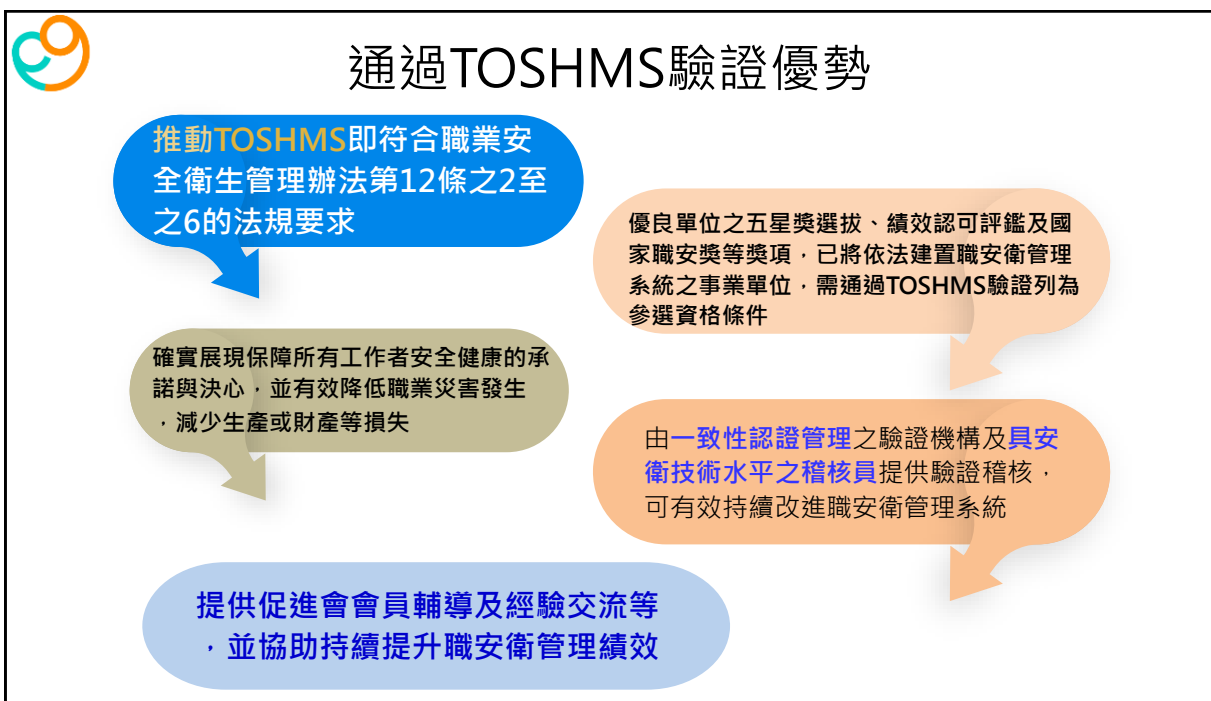 通過TOSHMS驗證優勢
推動TOSHMS即符合職業安
全衛生管理辦法第12條之2至
之6的法規要求
優良單位之五星獎選拔、績效認可評鑑及國
家職安獎等獎項，已將依法建置職安衛管理
系統之事業單位，需通過TOSHMS驗證列為
參選資格條件
確實展現保障所有工作者安全健康的承
諾與決心，並有效降低職業災害發生
，減少生產或財產等損失
由一致性認證管理之驗證機構及具安
衛技術水平之稽核員提供驗證稽核，
可有效持續改進職安衛管理系統
提供促進會會員輔導及經驗交流等
，並協助持續提升職安衛管理績效